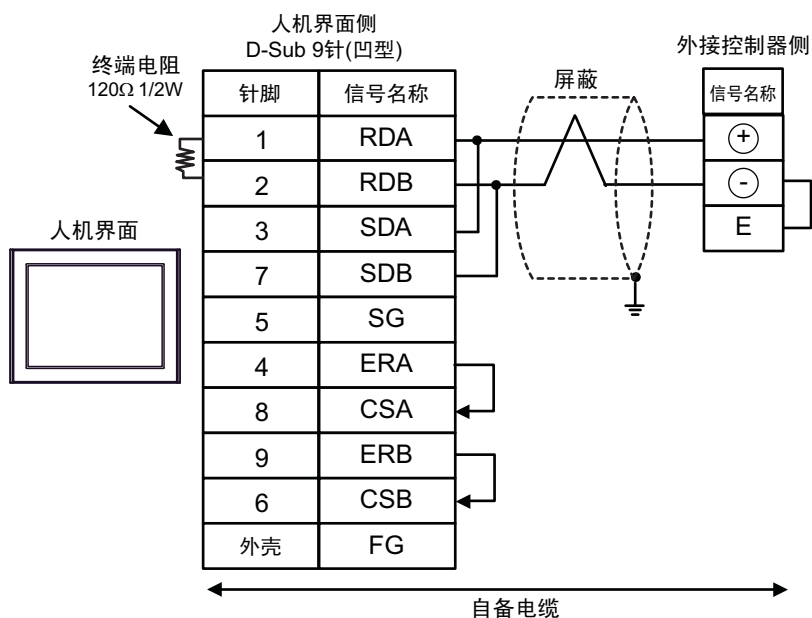 人机界面侧
D-Sub 9针(凹型)
外接控制器侧
终端电阻
120Ω 1/2W
屏蔽
针脚 信号名称
信号名称
1 RDA
+
2 RDB
-
3 SDA
E
人机界面
7 SDB
5 SG
4 ERA
8 CSA
9 ERB
6 CSB
外壳 FG
自备电缆